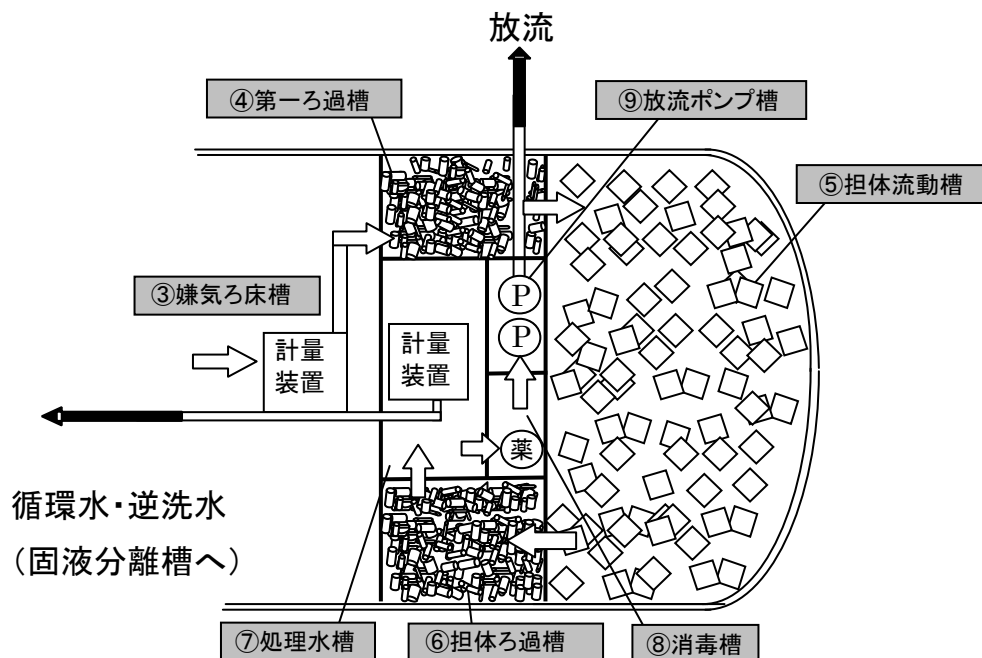 放流
④第一ろ過槽
⑨放流ポンプ槽
⑤担体流動槽
③嫌気ろ床槽
P
P
計量
装置
計量
装置
薬
循環水・逆洗水
(固液分離槽へ)
⑦処理水槽
⑥担体ろ過槽
⑧消毒槽